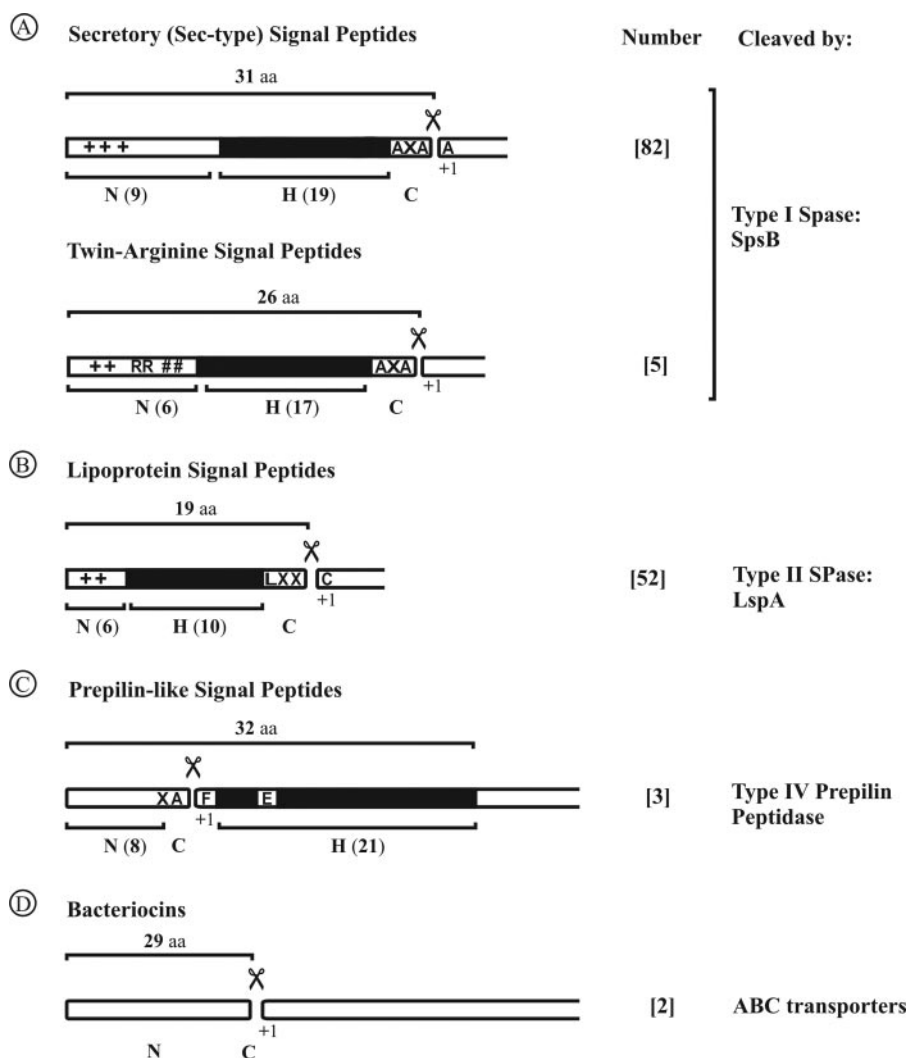 A Secretory (Sec-type) Signal Peptides Number Cleaved by:
31 aa
+ + + AXA A [82]
+1
N (9) H (19) C
Type I Spase:
SpsB
Twin-Arginine Signal Peptides
26 aa
++ RR ## AXA [5]
+1
N (6) H (17) C
B Lipoprotein Signal Peptides
19 aa
++ LXX C [52] Type II SPase:
LspA
+1
N (6) H (10) C
C Prepilin-like Signal Peptides
32 aa
XA F E [3] Type IV Prepilin
Peptidase
+1
N (8) C H (21)
D Bacteriocins
29 aa
[2] ABC transporters
+1
N C